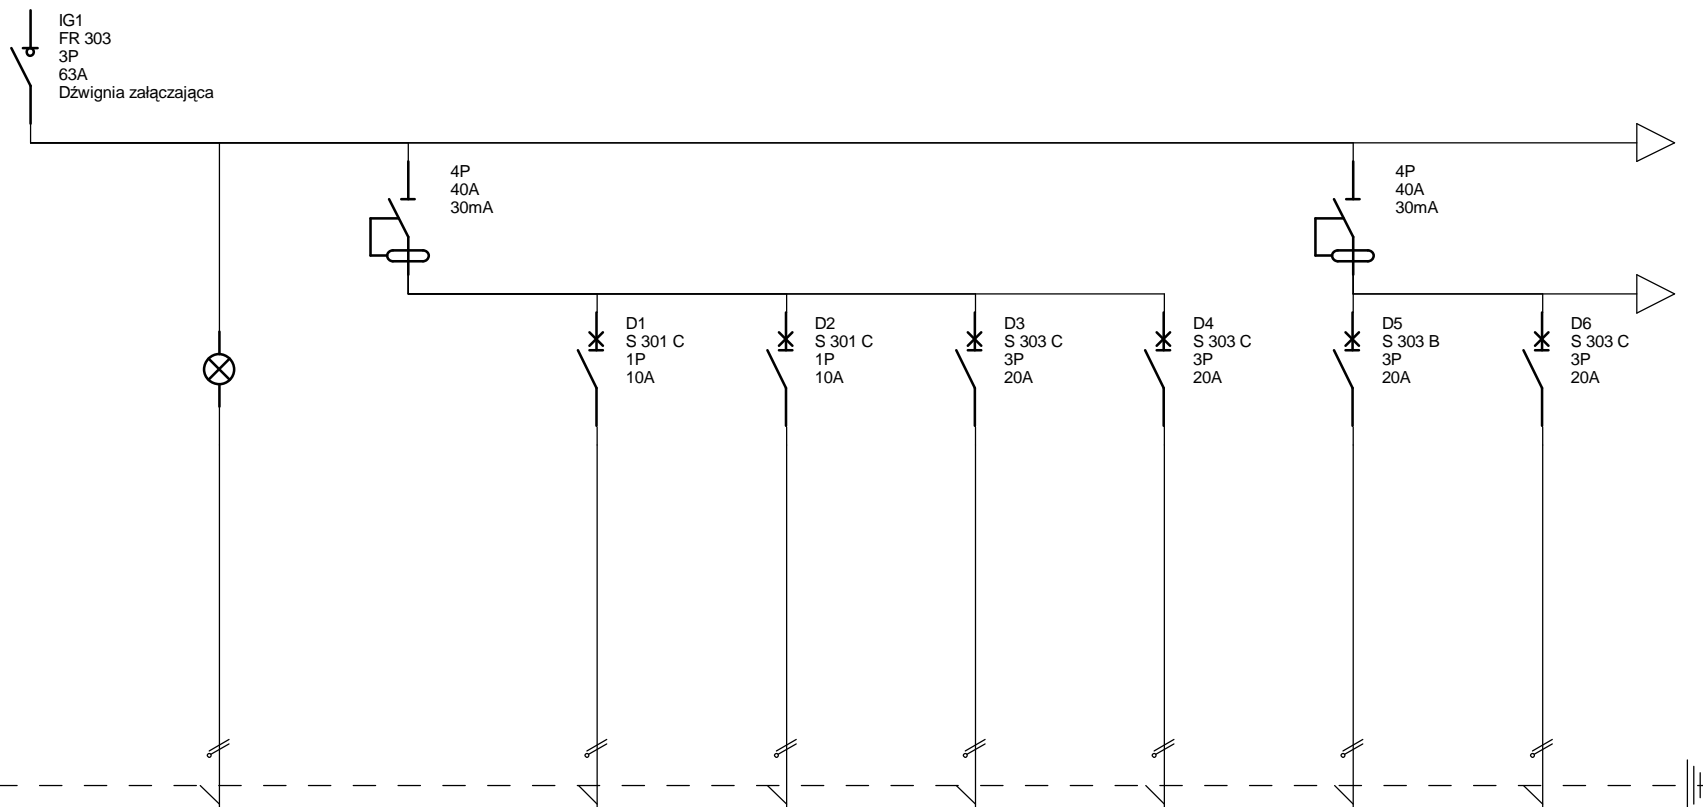 IG1
FR 303
3P
63A
Dźwignia załączająca
4P
40A
30mA
4P
40A
30mA
D1
S 301 C
1P
10A
D2
S 301 C
1P
10A
D3
S 303 C
3P
20A
D4
S 303 C
3P
20A
D5
S 303 B
3P
20A
D6
S 303 C
3P
20A